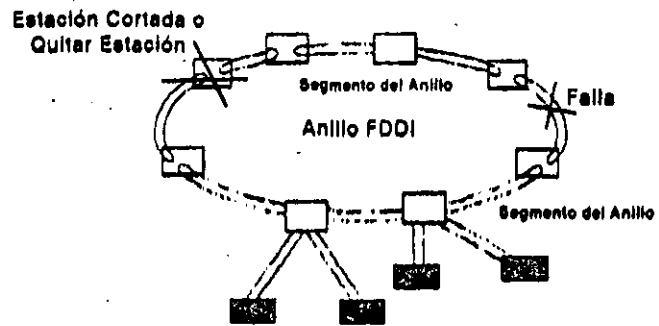 Estación Cortada o
Quitar Estación
Segmento del Anillo
Falla
Anillo FDDI
Segmento del Anillo